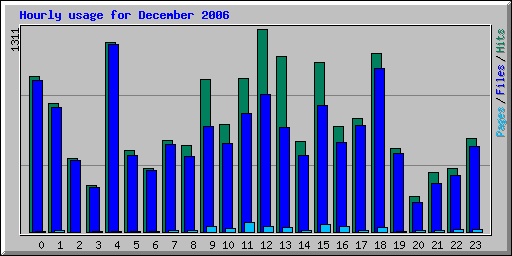 Hourly usage for December 2006
1311
Pages/Files/Hits
0 1 2 3 4 5 6 7 8 9 10 11 12 13 14 15 16 17 18 19 20 21 22 23